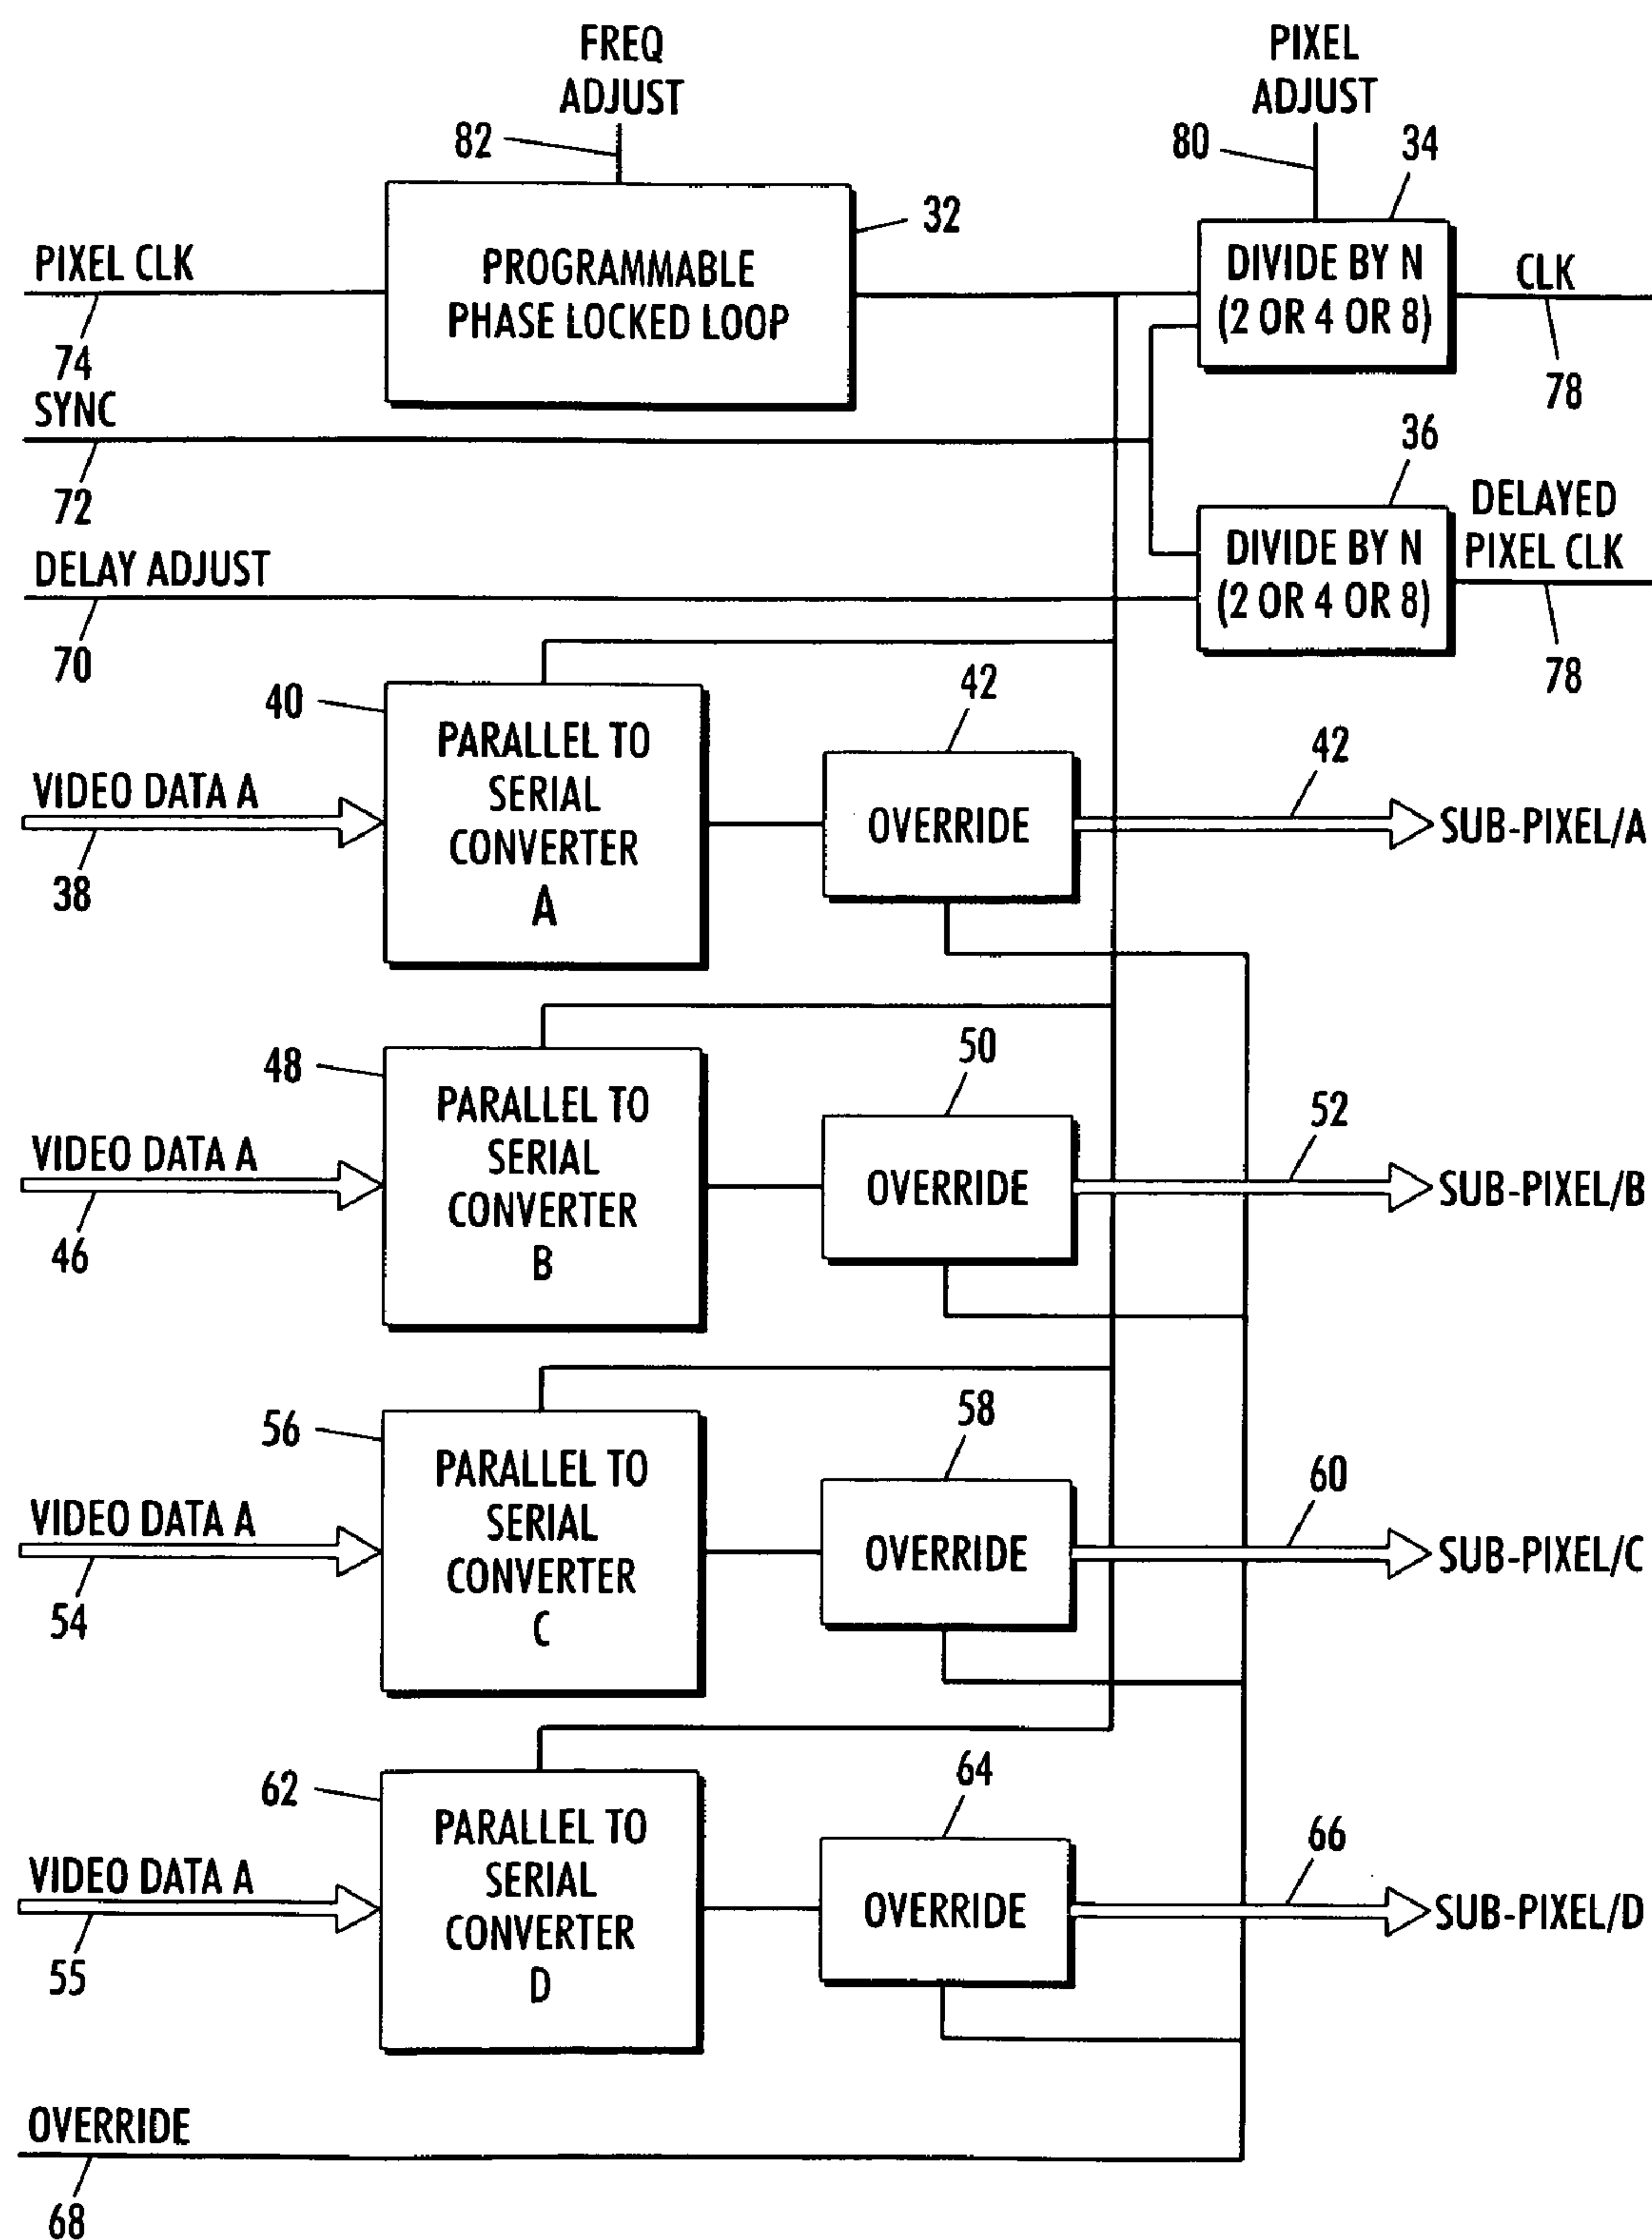 FREQ
ADJUST
82
PIXEL
ADJUST
80
34
32
PIXEL CLK
74
PROGRAMMABLE
PHASE LOCKED LOOP
DIVIDE BY N
(2 OR 4 OR 8)
CLK
78
SYNC
72
36
DELAY ADJUST
70
DIVIDE BY N
(2 OR 4 OR 8)
DELAYED
PIXEL CLK
78
40
VIDEO DATA A
38
PARALLEL TO
SERIAL
CONVERTER
A
42
OVERRIDE
42
SUB-PIXEL/A
48
VIDEO DATA A
46
PARALLEL TO
SERIAL
CONVERTER
B
50
OVERRIDE
52
SUB-PIXEL/B
56
VIDEO DATA A
54
PARALLEL TO
SERIAL
CONVERTER
C
58
OVERRIDE
60
SUB-PIXEL/C
62
VIDEO DATA A
55
PARALLEL TO
SERIAL
CONVERTER
D
64
OVERRIDE
66
SUB-PIXEL/D
OVERRIDE
68